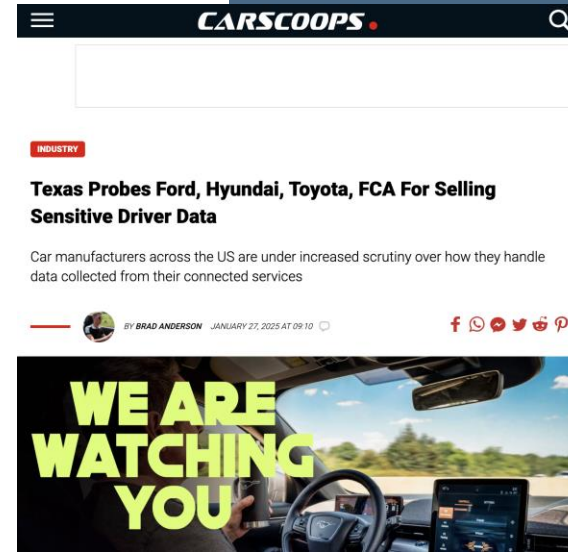 CARSCOOPS
INDUSTRY
Texas Probes Ford, Hyundai, Toyota, FCA For Selling
Sensitive Driver Data
Car manufacturers across the US are under increased scrutiny over how they handle
data collected from their connected services
BY BRAD ANDERSON JANUARY 27, 2025 AT 09:10
WE ARE
WATCHING
YOU